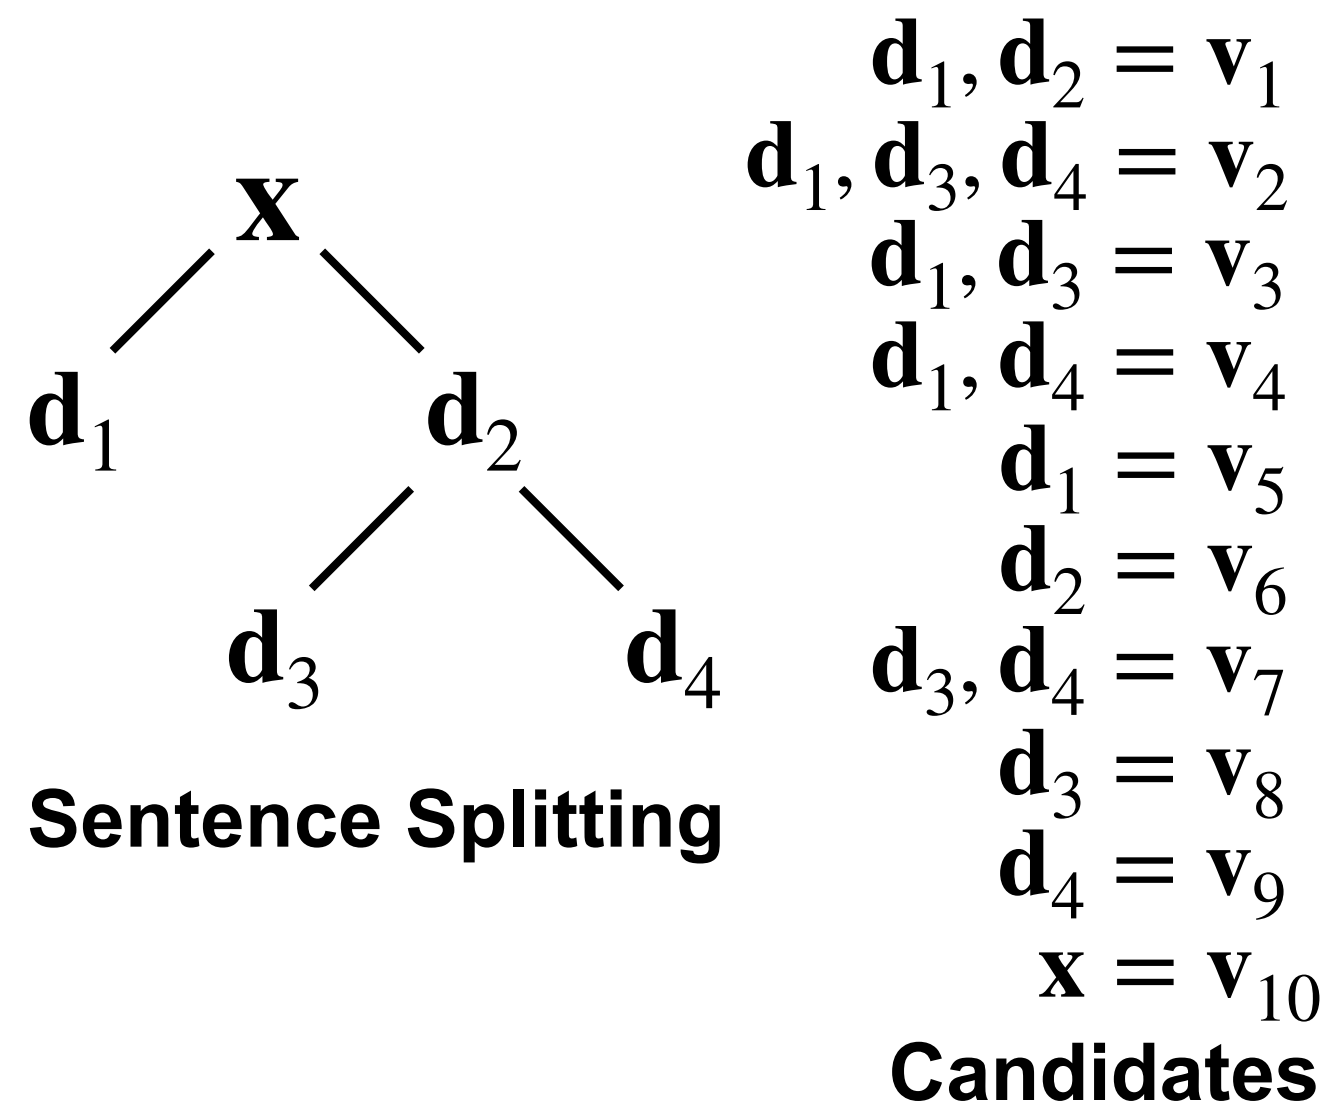 x
d₁ d₂
d₃ d₄
Sentence Splitting
d₁, d₂ = v₁
d₁, d₃, d₄ = v₂
d₁, d₃ = v₃
d₁, d₄ = v₄
d₁ = v₅
d₂ = v₆
d₃, d₄ = v₇
d₃ = v₈
d₄ = v₉
x = v₁₀
Candidates